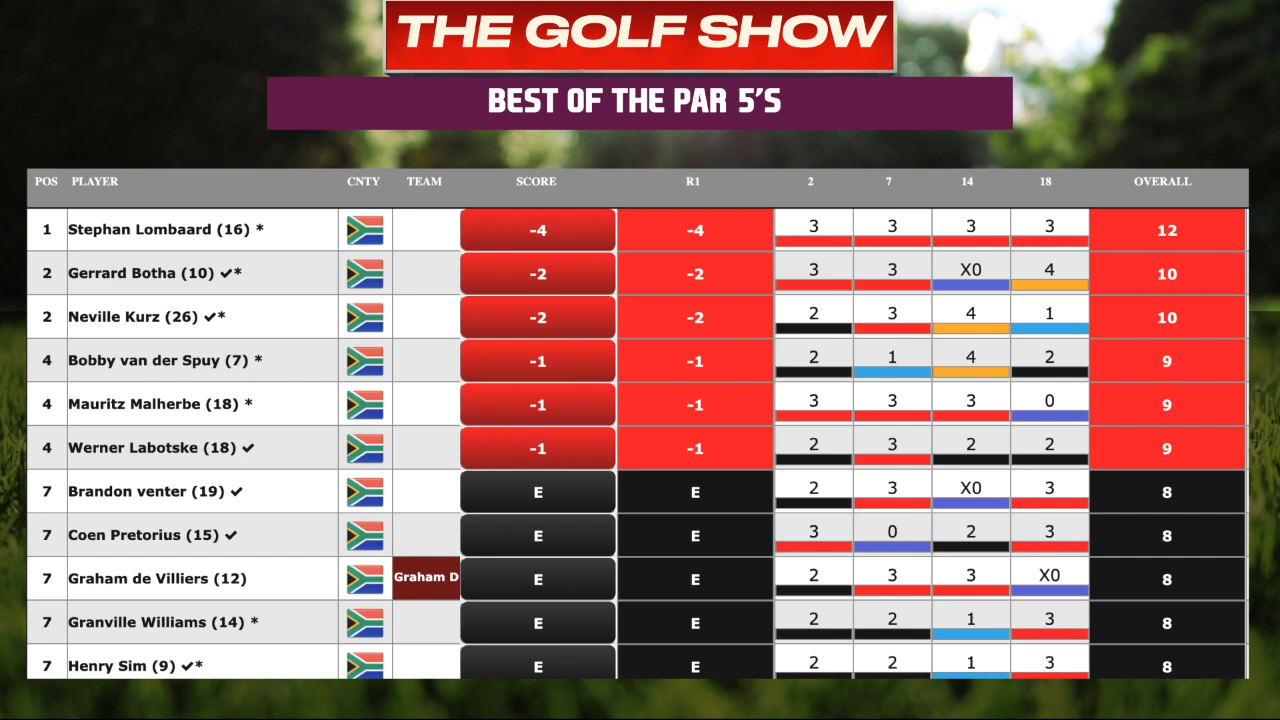 THE GOLF SHOW
BEST OF THE PAR 5'S
POS PLAYER CNTY TEAM SCORE R1 2 7 14 18 OVERALL
1 Stephan Lombaard (16) * -4 -4 3 3 3 3 12
2 Gerrard Botha (10) ✓* -2 -2 3 3 X0 4 10
2 Neville Kurz (26) ✓* -2 -2 2 3 4 1 10
4 Bobby van der Spuy (7) * -1 -1 2 1 4 2 9
4 Mauritz Malherbe (18) * -1 -1 3 3 3 0 9
4 Werner Labotske (18) ✓ -1 -1 2 3 2 2 9
7 Brandon venter (19) ✓ E E 2 3 X0 3 8
7 Coen Pretorius (15) ✓ E E 3 0 2 3 8
7 Graham de Villiers (12) Graham D E E 2 3 3 X0 8
7 Granville Williams (14) * E E 2 2 1 3 8
7 Henry Sim (9) ✓* E E 2 2 1 3 8